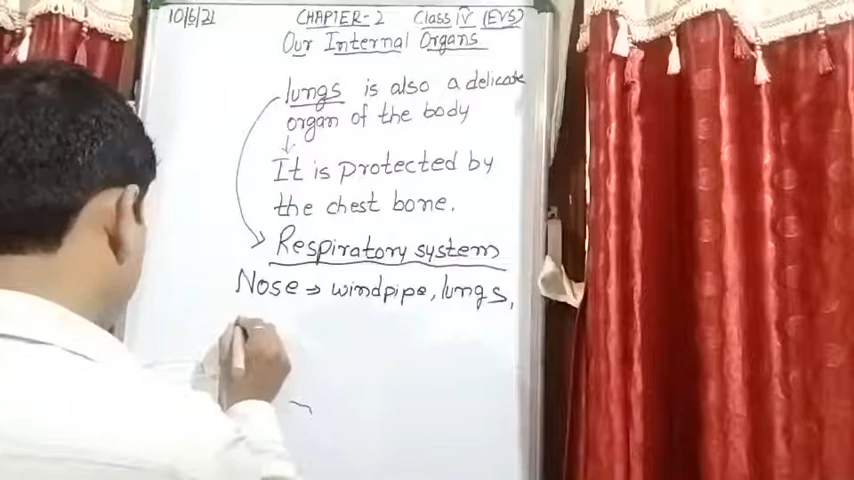 10/6/21 CHAPTER-2 Class IV (EVS)
Our Internal Organs
lungs is also a delicate
organ of the body
↓
It is protected by
the chest bone.
Respiratory system
Nose → windpipe, lungs,